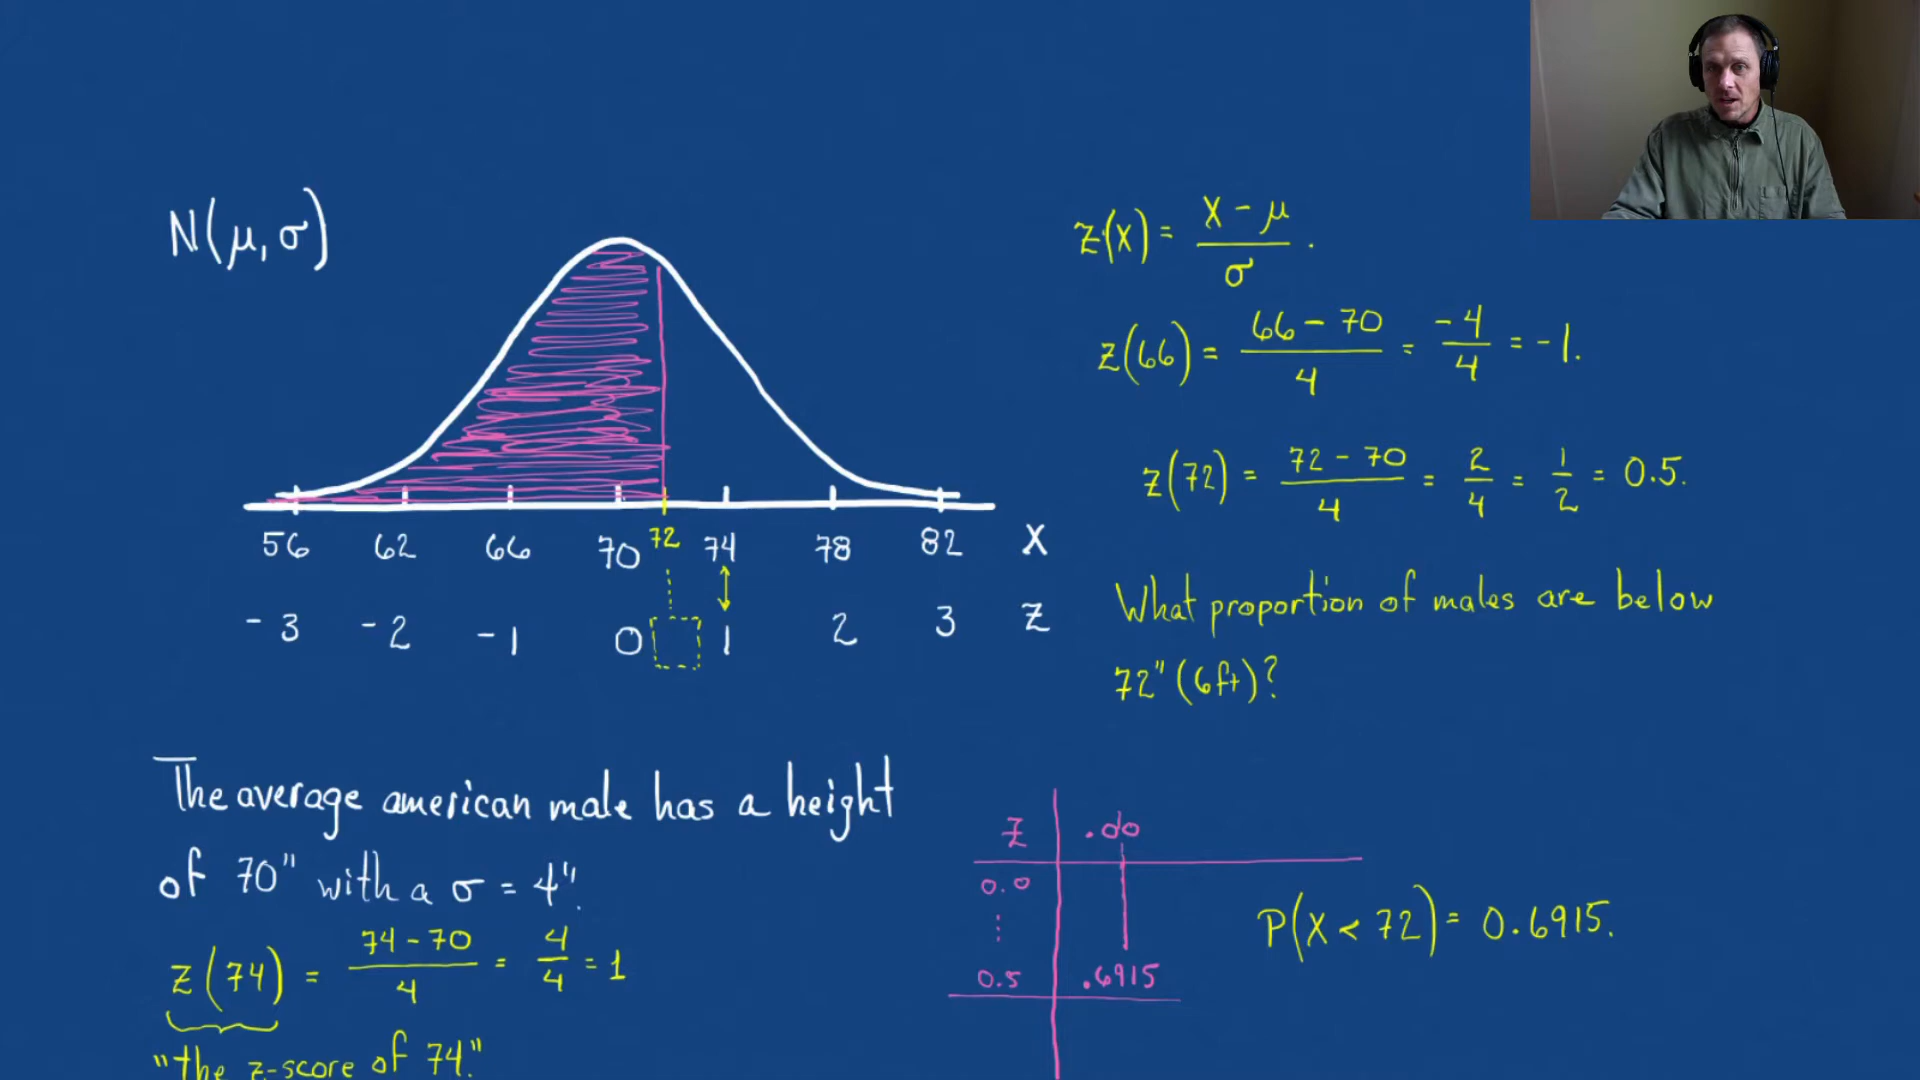 N(μ, σ)
56 62 66 70 72 74 78 82 X
-3 -2 -1 0 1 2 3 Z
The average american male has a height
of 70" with a σ = 4".
z(74) = (74 - 70)/4 = 4/4 = 1
"the z-score of 74."
z(x) = (x - μ)/σ.
z(66) = (66 - 70)/4 = -4/4 = -1.
z(72) = (72 - 70)/4 = 2/4 = 1/2 = 0.5.
What proportion of males are below
72" (6ft)?
Z .00
0.0
⋮
0.5 .6915
P(X < 72) = 0.6915.